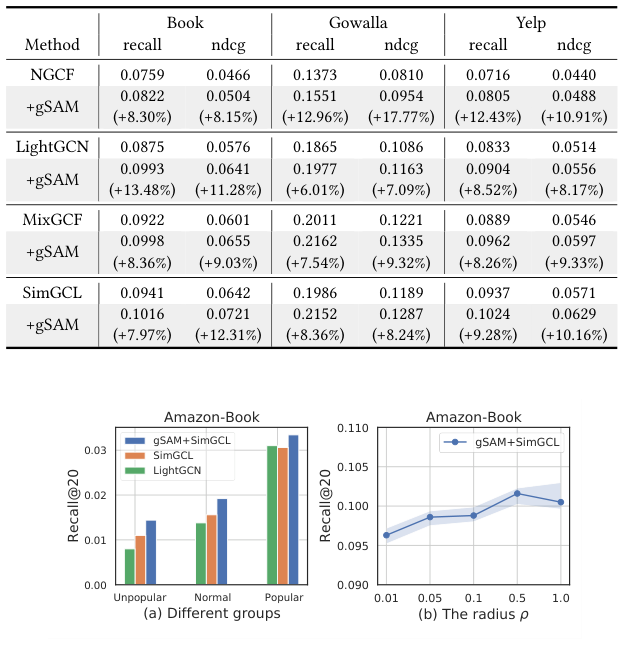 Book Gowalla Yelp
Method recall ndcg recall ndcg recall ndcg
NGCF 0.0759 0.0466 0.1373 0.0810 0.0716 0.0440
+gSAM 0.0822 0.0504 0.1551 0.0954 0.0805 0.0488
(+8.30%) (+8.15%) (+12.96%) (+17.77%) (+12.43%) (+10.91%)
LightGCN 0.0875 0.0576 0.1865 0.1086 0.0833 0.0514
+gSAM 0.0993 0.0641 0.1977 0.1163 0.0904 0.0556
(+13.48%) (+11.28%) (+6.01%) (+7.09%) (+8.52%) (+8.17%)
MixGCF 0.0922 0.0601 0.2011 0.1221 0.0889 0.0546
+gSAM 0.0998 0.0655 0.2162 0.1335 0.0962 0.0597
(+8.36%) (+9.03%) (+7.54%) (+9.32%) (+8.26%) (+9.33%)
SimGCL 0.0941 0.0642 0.1986 0.1189 0.0937 0.0571
+gSAM 0.1016 0.0721 0.2152 0.1287 0.1024 0.0629
(+7.97%) (+12.31%) (+8.36%) (+8.24%) (+9.28%) (+10.16%)
Amazon-Book
gSAM+SimGCL
SimGCL
LightGCN
Recall@20
0.03
0.02
0.01
0.00
Unpopular Normal Popular
(a) Different groups
Amazon-Book
gSAM+SimGCL
Recall@20
0.110
0.105
0.100
0.095
0.090
0.01 0.05 0.1 0.5 1.0
(b) The radius ρ